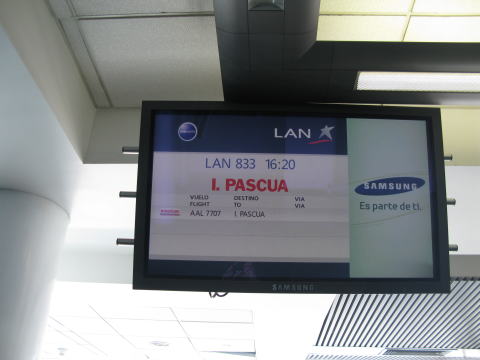 LAN
LAN 833 16:20
I. PASCUA
VUELO DESTINO VIA
FLIGHT TO VIA
AAL 7707 I. PASCUA
SAMSUNG
Es parte de ti.
SAMSUNG